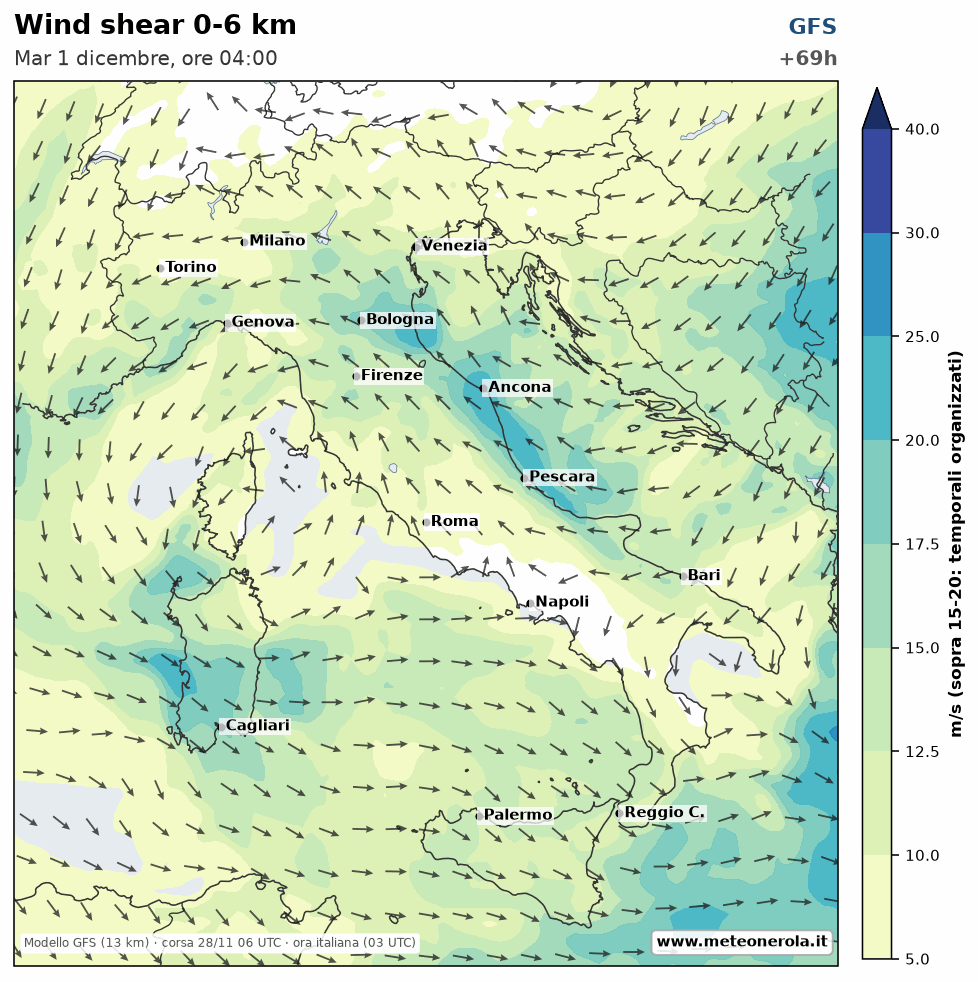 Wind shear 0-6 km
GFS
Mar 1 dicembre, ore 04:00
+69h
40.0
30.0
25.0
20.0
17.5
15.0
12.5
10.0
5.0
m/s (sopra 15-20: temporali organizzati)
Milano
Venezia
Torino
Genova
Bologna
Firenze
Ancona
Pescara
Roma
Bari
Napoli
Cagliari
Palermo
Reggio C.
Modello GFS (13 km) · corsa 28/11 06 UTC · ora italiana (03 UTC)
www.meteonerola.it